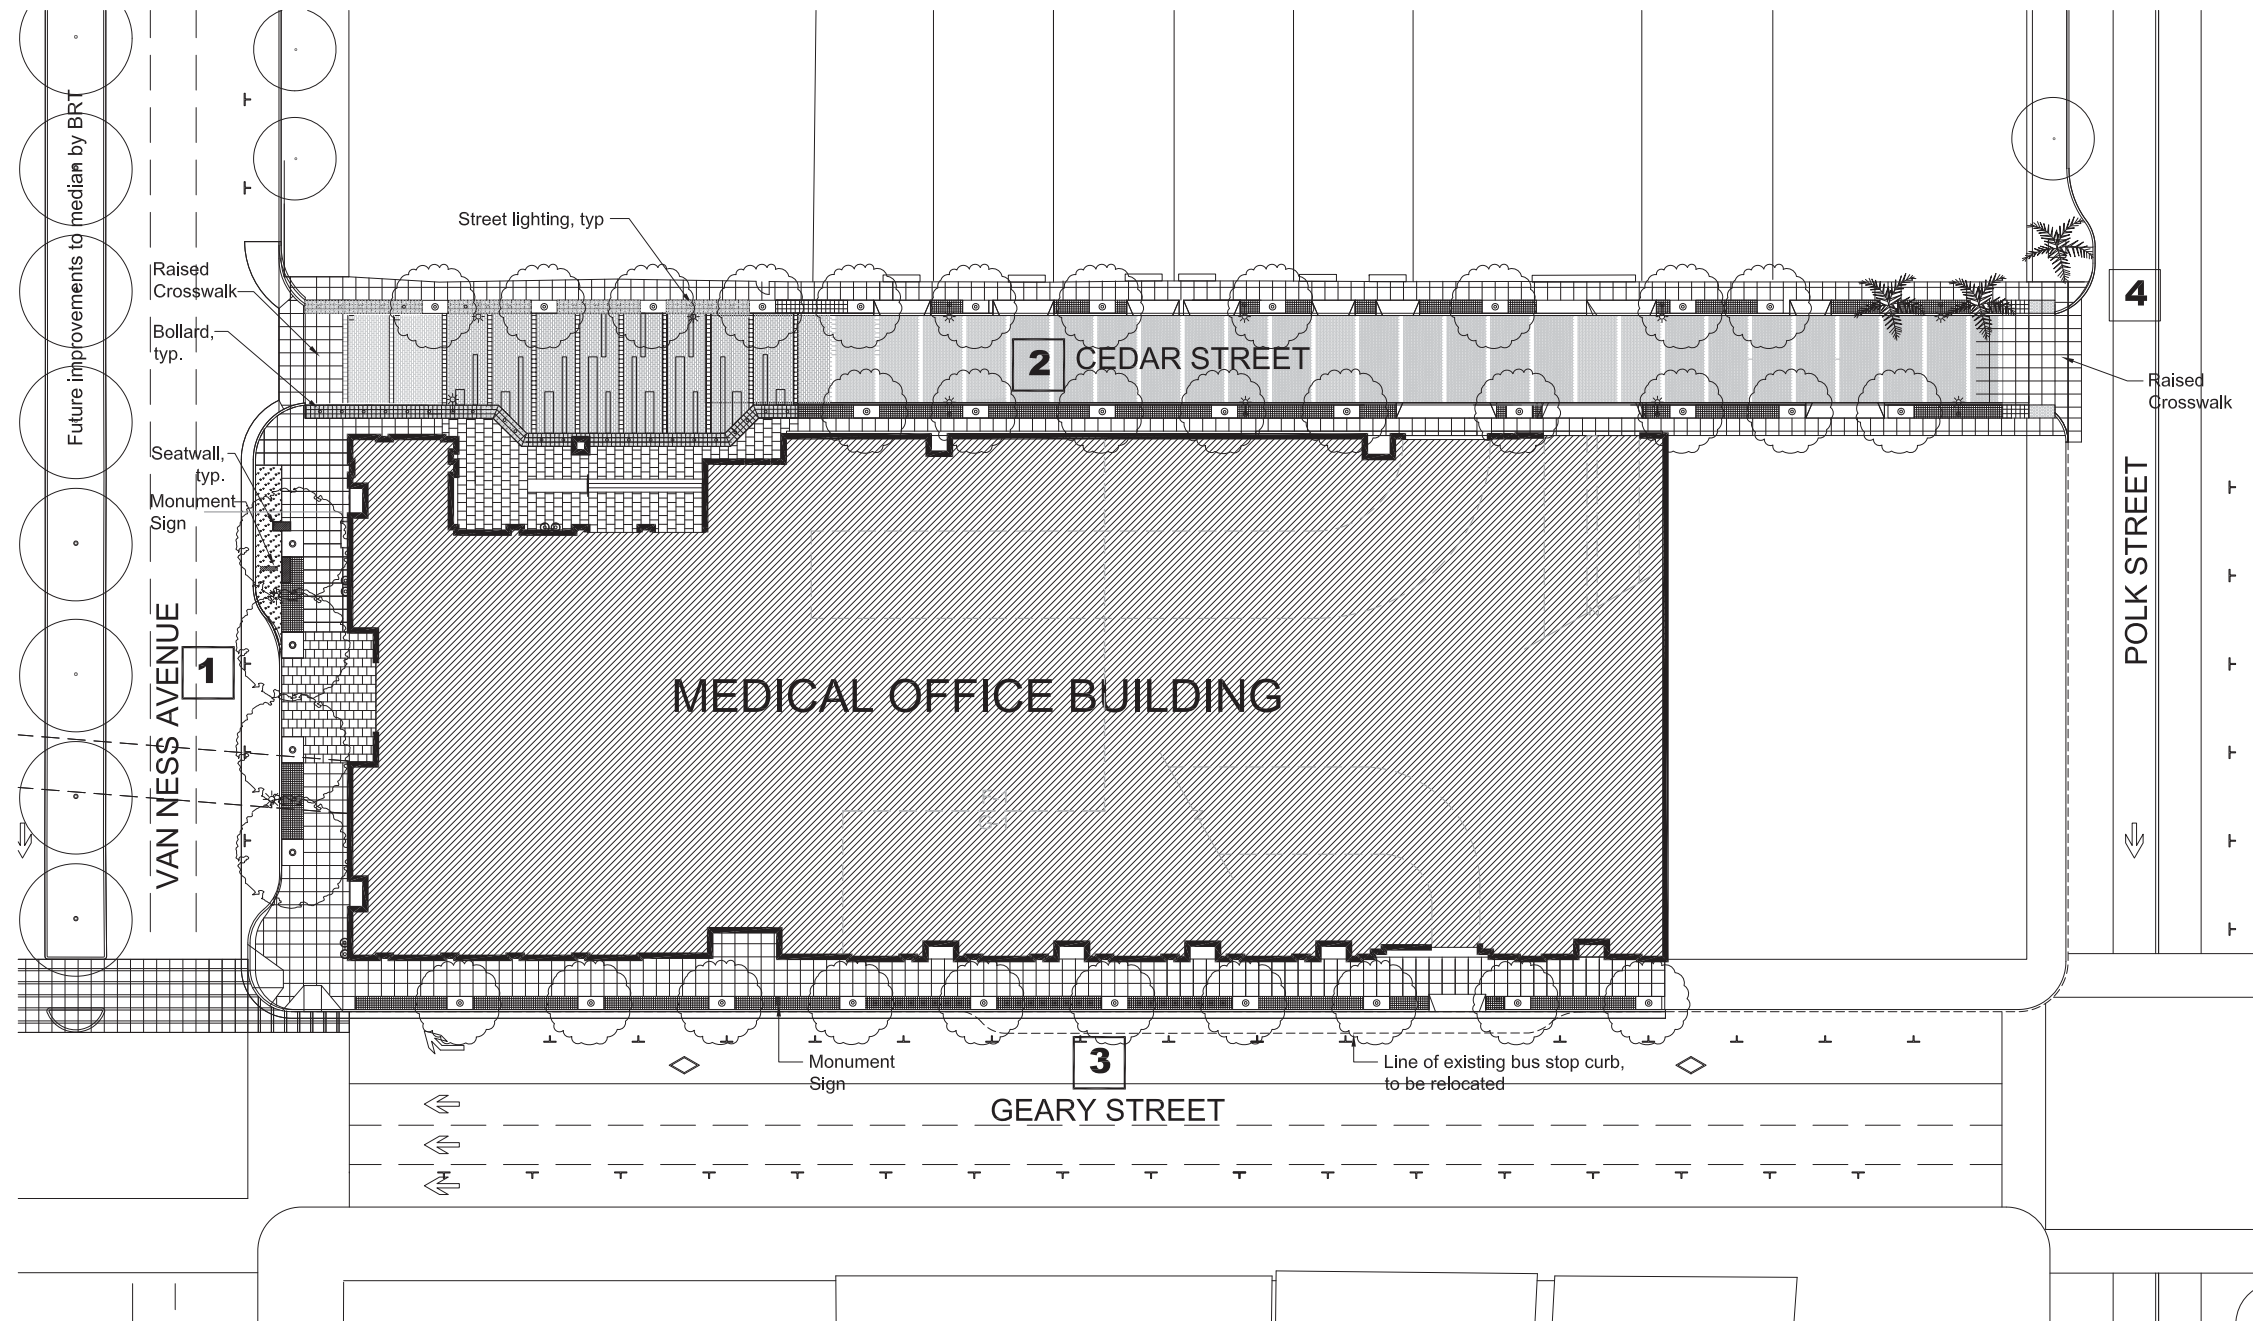 Future improvements to median by BRT
Street lighting, typ
Raised
Crosswalk
Bollard,
typ.
Seatwall,
typ.
Monument
Sign
2 CEDAR STREET
4
Raised
Crosswalk
POLK STREET
VAN NESS AVENUE
1
MEDICAL OFFICE BUILDING
Monument
Sign
3
Line of existing bus stop curb,
to be relocated
GEARY STREET